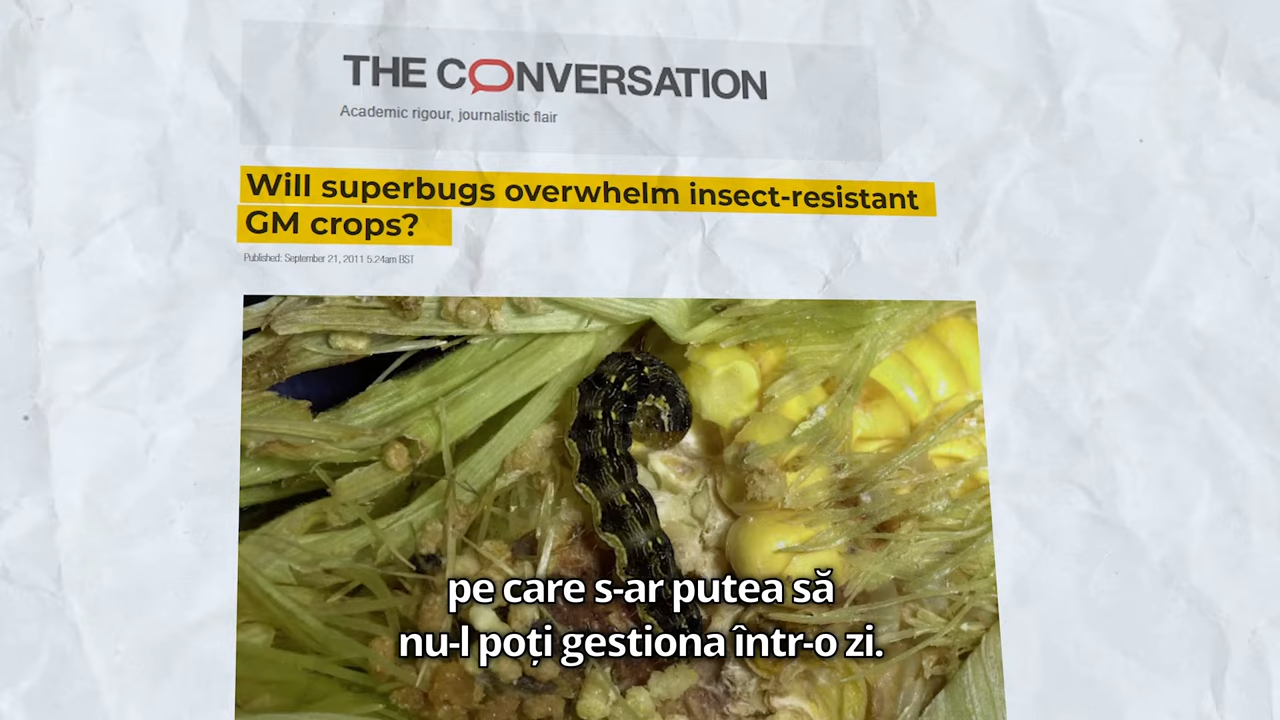 THE CONVERSATION
Academic rigour, journalistic flair
Will superbugs overwhelm insect-resistant
GM crops?
Published: September 21, 2011 5.24am BST
pe care s-ar putea să
nu-l poți gestiona într-o zi.